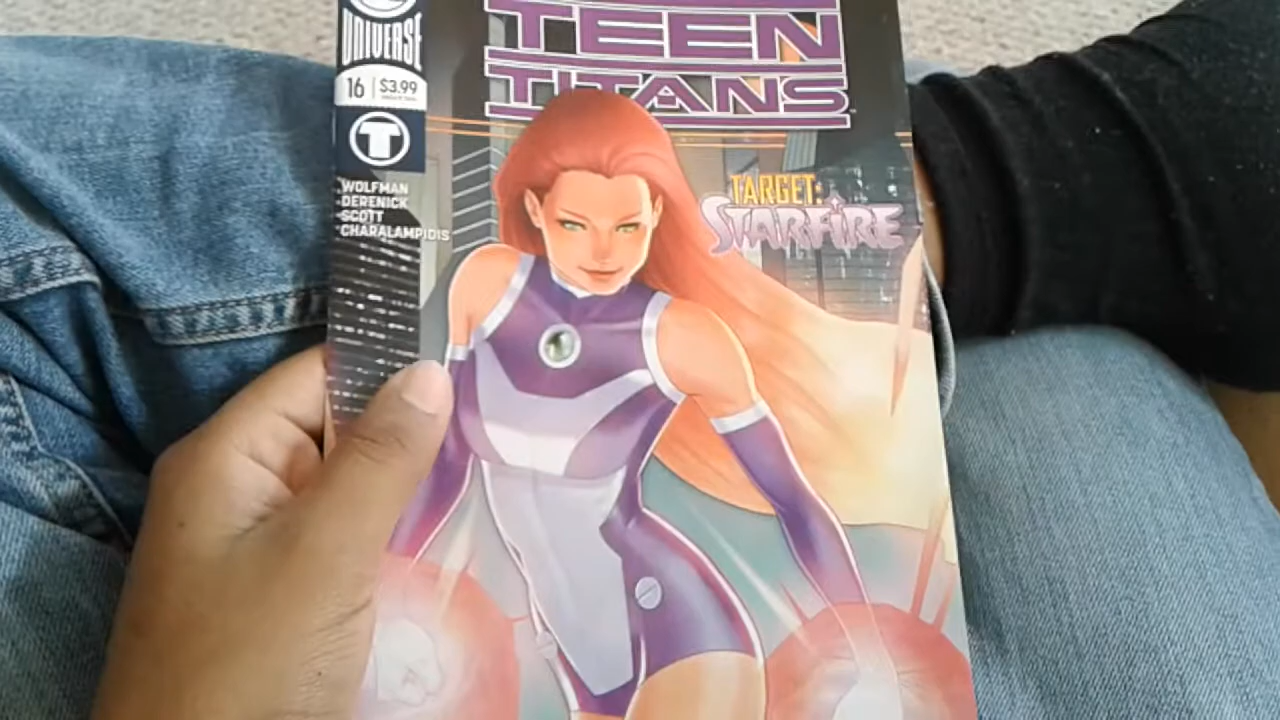 UNIVERSE
16 | $3.99
T
WOLFMAN
DERENICK
SCOTT
CHARALAMPIDIS
TEEN
TITANS
TARGET:
STARFIRE